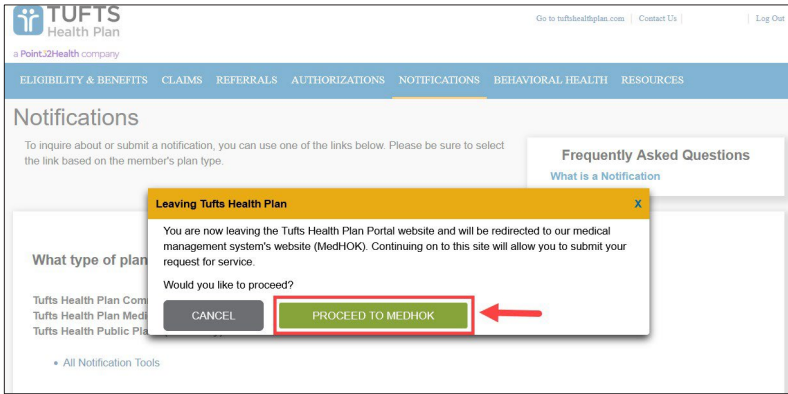 TUFTS
Health Plan
a Point32Health company
Go to tuftshealthplan.com | Contact Us | | Log Out
ELIGIBILITY & BENEFITS CLAIMS REFERRALS AUTHORIZATIONS NOTIFICATIONS BEHAVIORAL HEALTH RESOURCES
Notifications
To inquire about or submit a notification, you can use one of the links below. Please be sure to select
the link based on the member's plan type.
Frequently Asked Questions
What is a Notification
Leaving Tufts Health Plan X
You are now leaving the Tufts Health Plan Portal website and will be redirected to our medical
management system's website (MedHOK). Continuing on to this site will allow you to submit your
request for service.
Would you like to proceed?
CANCEL PROCEED TO MEDHOK
What type of plan
Tufts Health Plan Com
Tufts Health Plan Medi
Tufts Health Public Pla
• All Notification Tools